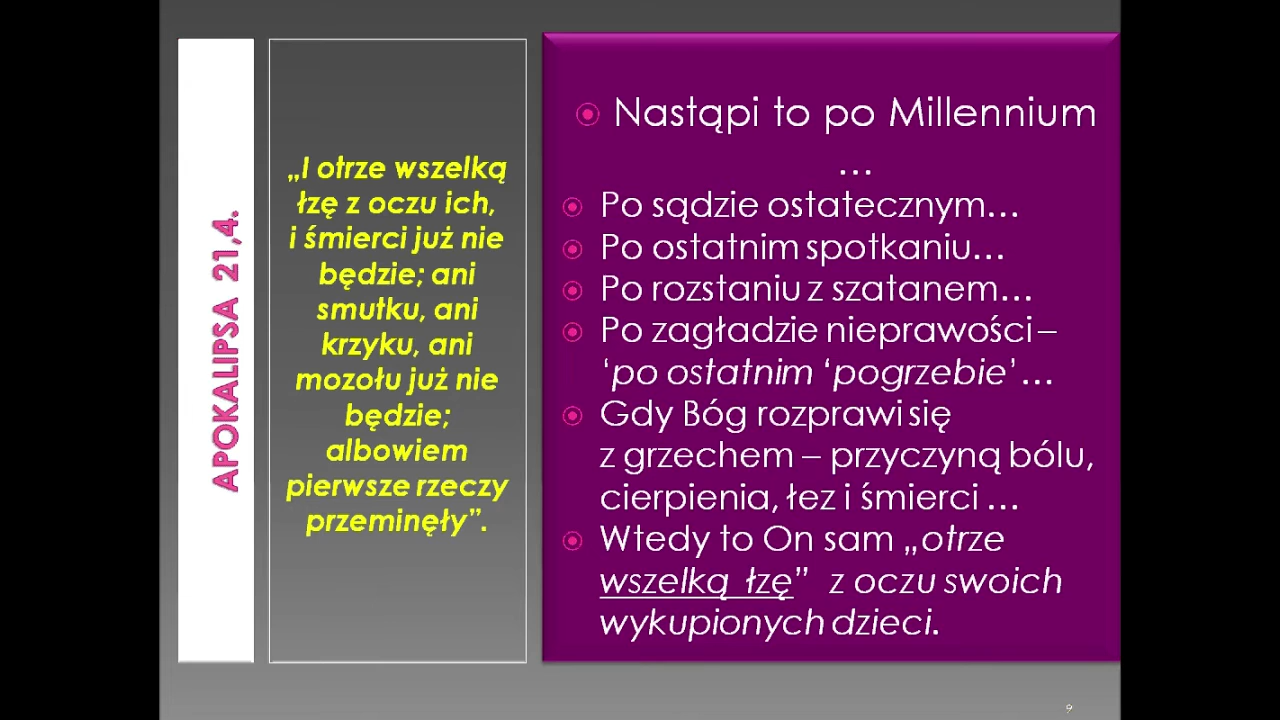 APOKALIPSA 21,4.
„I otrze wszelką
łzę z oczu ich,
i śmierci już nie
będzie; ani
smutku, ani
krzyku, ani
mozołu już nie
będzie;
albowiem
pierwsze rzeczy
przeminęły”.
Nastąpi to po Millennium
…
Po sądzie ostatecznym…
Po ostatnim spotkaniu…
Po rozstaniu z szatanem…
Po zagładzie nieprawości –
‘po ostatnim ‘pogrzebie’ …
Gdy Bóg rozprawi się
z grzechem – przyczyną bólu,
cierpienia, łez i śmierci …
Wtedy to On sam „otrze
wszelką łzę” z oczu swoich
wykupionych dzieci.
9